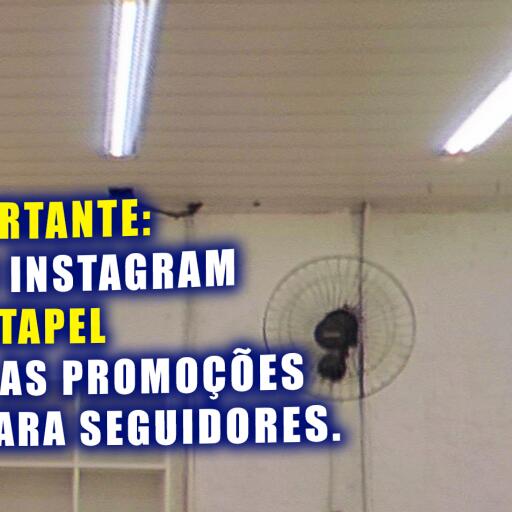 RTANTE:
INSTAGRAM
TAPEL
AS PROMOÇÕES
ARA SEGUIDORES.